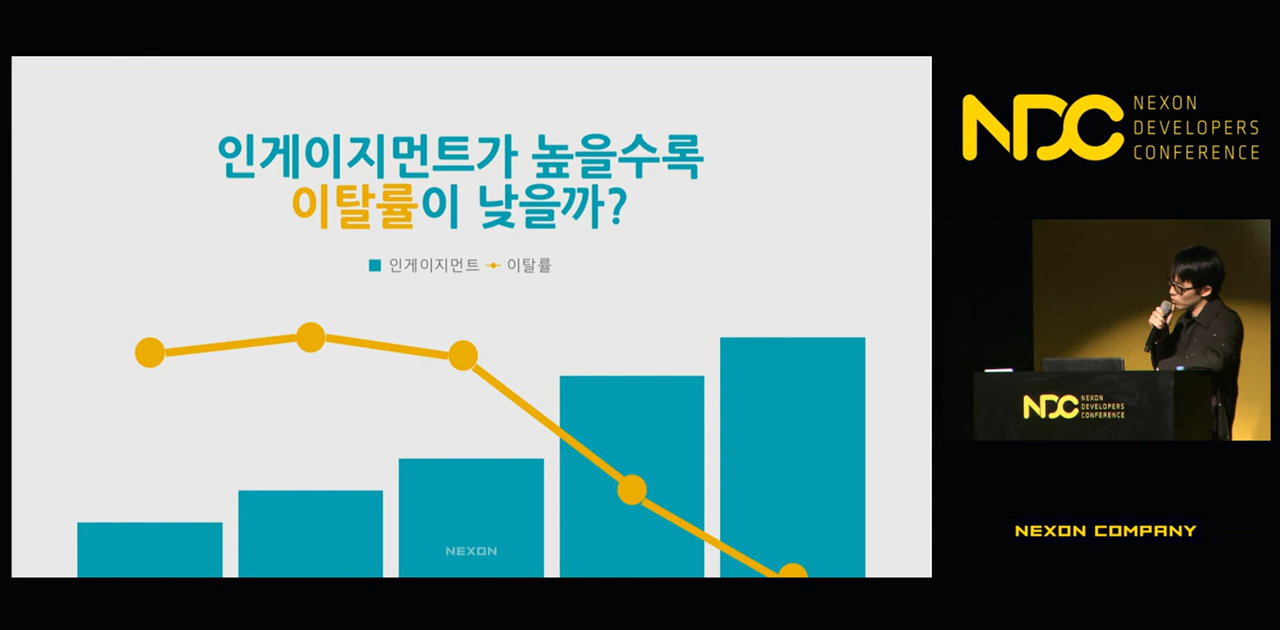 인게이지먼트가 높을수록
이탈률이 낮을까?
인게이지먼트 이탈률
NEXON
NDC NEXON
DEVELOPERS
CONFERENCE
NDC NEXON
DEVELOPERS
CONFERENCE
NEXON COMPANY